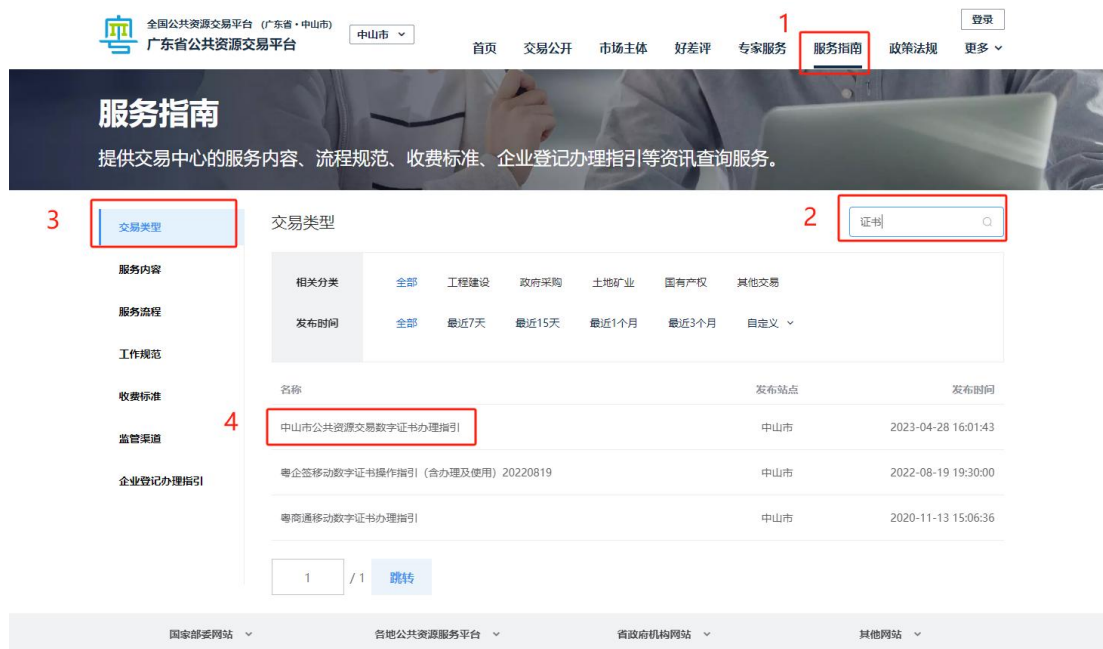 全国公共资源交易平台 (广东省·中山市)
广东省公共资源交易平台
中山市
登录
1
首页 交易公开 市场主体 好差评 专家服务 服务指南 政策法规 更多
服务指南
提供交易中心的服务内容、流程规范、收费标准、企业登记办理指引等资讯查询服务。
3
交易类型
服务内容
服务流程
工作规范
收费标准
监管渠道
企业登记办理指引
交易类型
2
证书
相关分类 全部 工程建设 政府采购 土地矿业 国有产权 其他交易
发布时间 全部 最近7天 最近15天 最近1个月 最近3个月 自定义
名称 发布站点 发布时间
4
中山市公共资源交易数字证书办理指引 中山市 2023-04-28 16:01:43
粤企签移动数字证书操作指引（含办理及使用）20220819 中山市 2022-08-19 19:30:00
粤商通移动数字证书办理指引 中山市 2020-11-13 15:06:36
1 / 1 跳转
国家部委网站 各地公共资源服务平台 省政府机构网站 其他网站